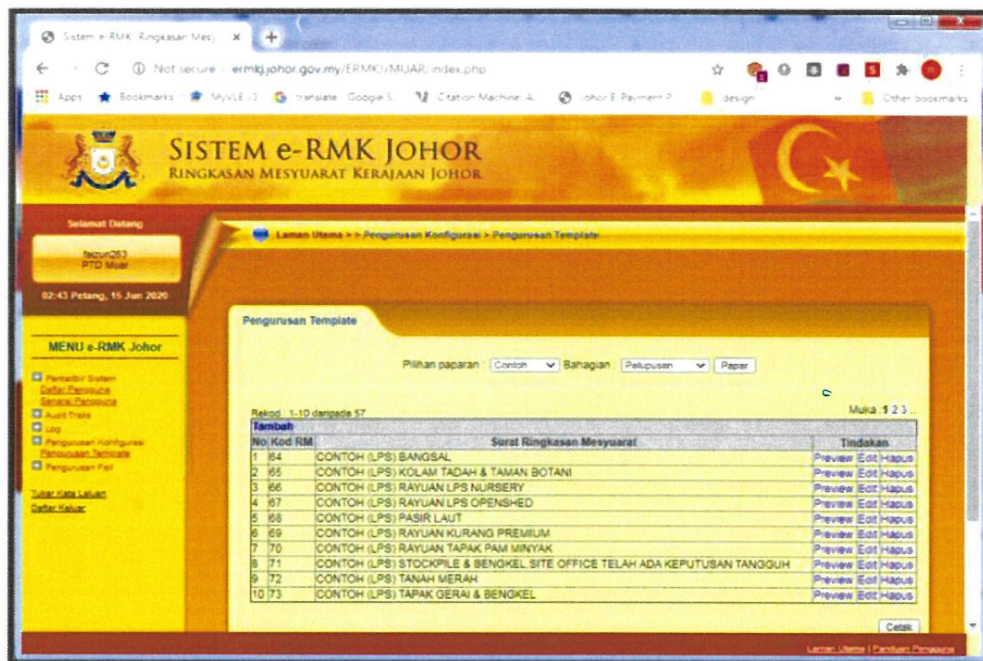 Sistem e-RMK: Ringkasan Mesy
Not secure ermkj.johor.gov.my/ERMKJ/MUAR/index.php
Apps Bookmarks translate - Google S... Citation Machine: A... Johor E Payment P... design Other bookmarks
SISTEM e-RMK JOHOR
RINGKASAN MESYUARAT KERAJAAN JOHOR
Selamat Datang
faizun263
PTD Muar
02:43 Petang, 15 Jun 2020
Laman Utama > > Pengurusan Konfigurasi > Pengurusan Template
MENU e-RMK Johor
Pentadbir Sistem
Daftar Pengguna
Senarai Pengguna
Audit Trails
Log
Pengurusan Konfigurasi
Pengurusan Template
Pengurusan Fail
Tukar Kata Laluan
Daftar Keluar
Pengurusan Template
Pilihan paparan : Contoh Bahagian : Pelupusan Papar
Rekod : 1-10 daripada 57 Muka : 1 2 3 ..
Tambah
No Kod RM Surat Ringkasan Mesyuarat Tindakan
1 64 CONTOH (LPS) BANGSAL Preview Edit Hapus
2 65 CONTOH (LPS) KOLAM TADAH & TAMAN BOTANI Preview Edit Hapus
3 66 CONTOH (LPS) RAYUAN LPS NURSERY Preview Edit Hapus
4 67 CONTOH (LPS) RAYUAN LPS OPENSHED Preview Edit Hapus
5 68 CONTOH (LPS) PASIR LAUT Preview Edit Hapus
6 69 CONTOH (LPS) RAYUAN KURANG PREMIUM Preview Edit Hapus
7 70 CONTOH (LPS) RAYUAN TAPAK PAM MINYAK Preview Edit Hapus
8 71 CONTOH (LPS) STOCKPILE & BENGKEL,SITE OFFICE TELAH ADA KEPUTUSAN TANGGUH Preview Edit Hapus
9 72 CONTOH (LPS) TANAH MERAH Preview Edit Hapus
10 73 CONTOH (LPS) TAPAK GERAI & BENGKEL Preview Edit Hapus
Cetak
Laman Utama | Panduan Pengguna